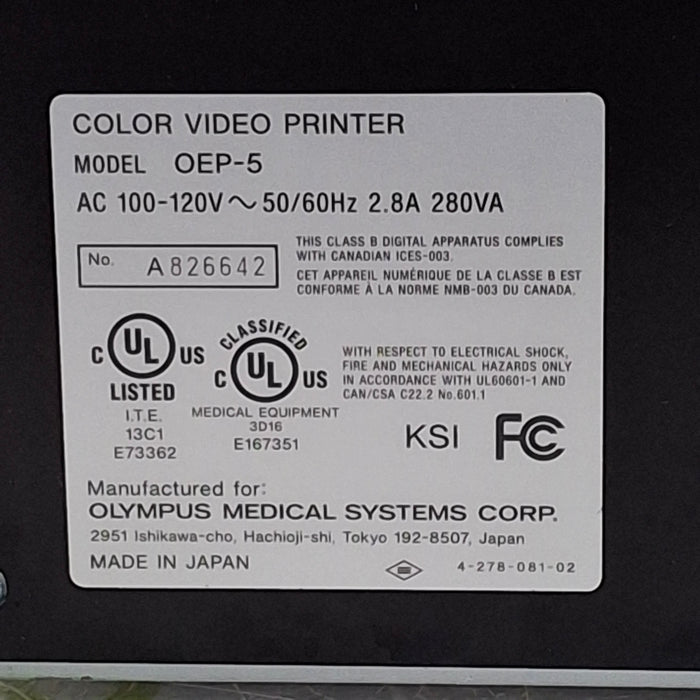 COLOR VIDEO PRINTER
MODEL OEP-5
AC 100-120V～50/60Hz 2.8A 280VA
No. A826642
THIS CLASS B DIGITAL APPARATUS COMPLIES
WITH CANADIAN ICES-003.
CET APPAREIL NUMÉRIQUE DE LA CLASSE B EST
CONFORME À LA NORME NMB-003 DU CANADA.
C UL US
LISTED
I.T.E.
13C1
E73362
CLASSIFIED
C UL US
MEDICAL EQUIPMENT
3D16
E167351
WITH RESPECT TO ELECTRICAL SHOCK,
FIRE AND MECHANICAL HAZARDS ONLY
IN ACCORDANCE WITH UL60601-1 AND
CAN/CSA C22.2 No.601.1
KSI FC
Manufactured for:
OLYMPUS MEDICAL SYSTEMS CORP.
2951 Ishikawa-cho, Hachioji-shi, Tokyo 192-8507, Japan
MADE IN JAPAN
4-278-081-02